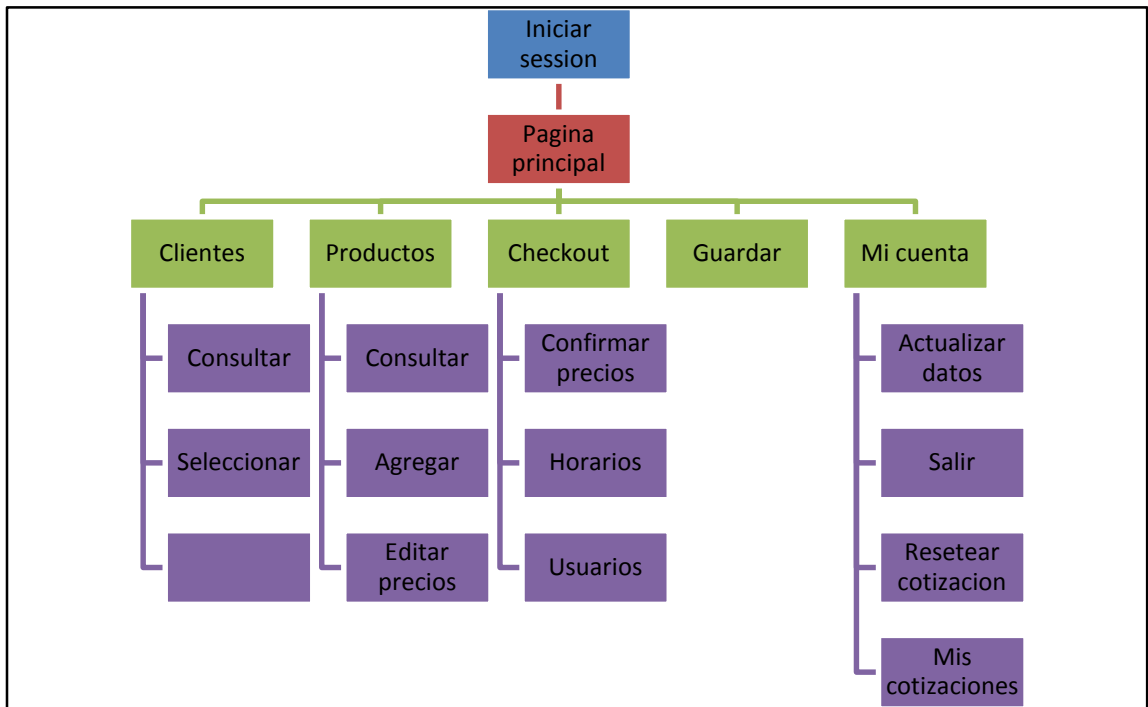 Iniciar
session
Pagina
principal
Clientes
Productos
Checkout
Guardar
Mi cuenta
Consultar
Consultar
Confirmar
precios
Actualizar
datos
Seleccionar
Agregar
Horarios
Salir
Editar
precios
Usuarios
Resetear
cotizacion
Mis
cotizaciones